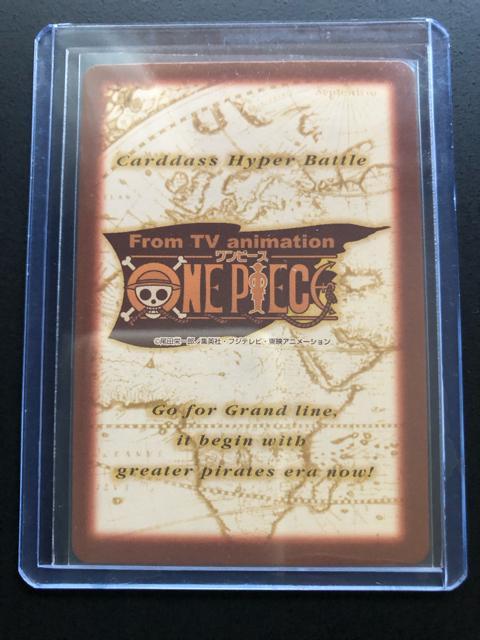 Carddass Hyper Battle
From TV animation
ワンピース
ONE PIECE
©尾田栄一郎/集英社・フジテレビ・東映アニメーション
Go for Grand line,
it begin with
greater pirates era now!